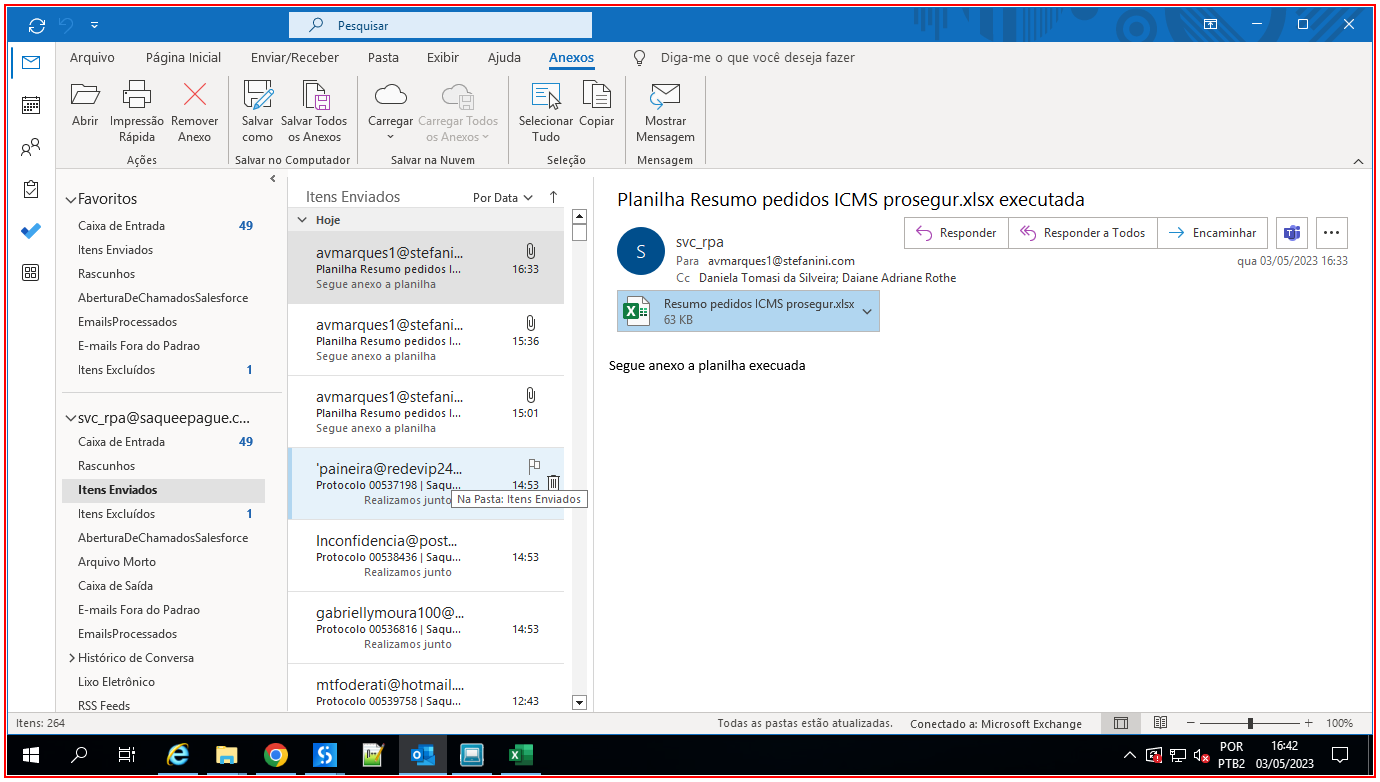 Pesquisar
Arquivo
Página Inicial
Enviar/Receber
Pasta
Exibir
Ajuda
Anexos
Diga-me o que você deseja fazer
Abrir
Impressão
Rápida
Remover
Anexo
Ações
Salvar
como
Salvar Todos
os Anexos
Salvar no Computador
Carregar
Carregar Todos
os Anexos
Salvar na Nuvem
Selecionar
Tudo
Copiar
Seleção
Mostrar
Mensagem
Mensagem
Favoritos
Caixa de Entrada 49
Itens Enviados
Rascunhos
AberturaDeChamadosSalesforce
EmailsProcessados
E-mails Fora do Padrao
Itens Excluídos 1
svc_rpa@saqueepague.c...
Caixa de Entrada 49
Rascunhos
Itens Enviados
Itens Excluídos 1
AberturaDeChamadosSalesforce
Arquivo Morto
Caixa de Saída
E-mails Fora do Padrao
EmailsProcessados
Histórico de Conversa
Lixo Eletrônico
RSS Feeds
Itens Enviados
Por Data
Hoje
avmarques1@stefani...
Planilha Resumo pedidos I... 16:33
Segue anexo a planilha
avmarques1@stefani...
Planilha Resumo pedidos I... 15:36
Segue anexo a planilha
avmarques1@stefani...
Planilha Resumo pedidos I... 15:01
Segue anexo a planilha
'paineira@redevip24...
Protocolo 00537198 | Saqu... 14:53
Realizamos junto
Na Pasta: Itens Enviados
Inconfidencia@post...
Protocolo 00538436 | Saqu... 14:53
Realizamos junto
gabriellymoura100@...
Protocolo 00536816 | Saqu... 14:53
Realizamos junto
mtfoderati@hotmail....
Protocolo 00539758 | Saqu... 12:43
Planilha Resumo pedidos ICMS prosegur.xlsx executada
S
svc_rpa
Para avmarques1@stefanini.com
Cc Daniela Tomasi da Silveira; Daiane Adriane Rothe
Responder
Responder a Todos
Encaminhar
qua 03/05/2023 16:33
Resumo pedidos ICMS prosegur.xlsx
63 KB
Segue anexo a planilha execuada
Itens: 264
Todas as pastas estão atualizadas.
Conectado a: Microsoft Exchange
100%
POR
PTB2
16:42
03/05/2023